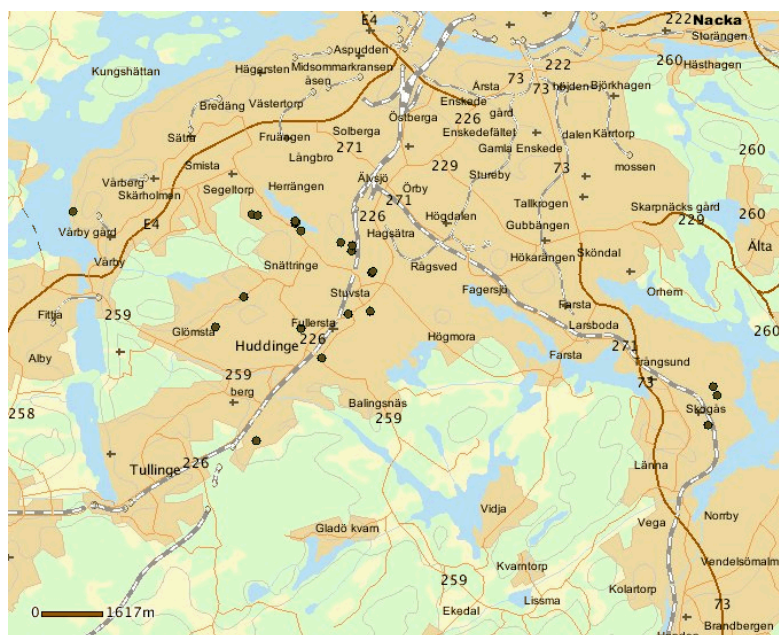 E4
222
Nacka
Storängen
Aspudden
Kungshättan
Hägersten
Midsommarkransen
åsen
73
222
260
Hästhagen
Årsta
73
höjden
Björkhagen
Bredäng
Västertorp
Enskede
gård
Östberga
226
Sätra
Fruängen
Solberga
Enskedefältet
dalen
Kärrtorp
271
Gamla Enskede
Smista
Långbro
229
mossen
260
Vårberg
Segeltorp
Herrängen
Älvsjö
Stureby
73
Skärholmen
Örby
271
Tallkrogen
Skarpnäcks gård
E4
226
Högdalen
229
260
Vårby gård
Hagsätra
Gubbängen
Älta
Vårby
Snättringe
Rågsved
Hökarängen
Sköndal
Stuvsta
Fagersjö
Orhem
Fittja
259
Farsta
Glömsta
Fullersta
Larsboda
Huddinge
226
Högmora
271
260
Alby
Farsta
Trångsund
259
73
berg
Balingsnäs
258
259
Skogås
Tullinge
226
Länna
Vidja
Gladö kvarn
Vega
Norrby
Kvarntorp
Vendelsömalm
259
Kolartorp
Lissma
0
1617m
Ekedal
73
Brandbergen